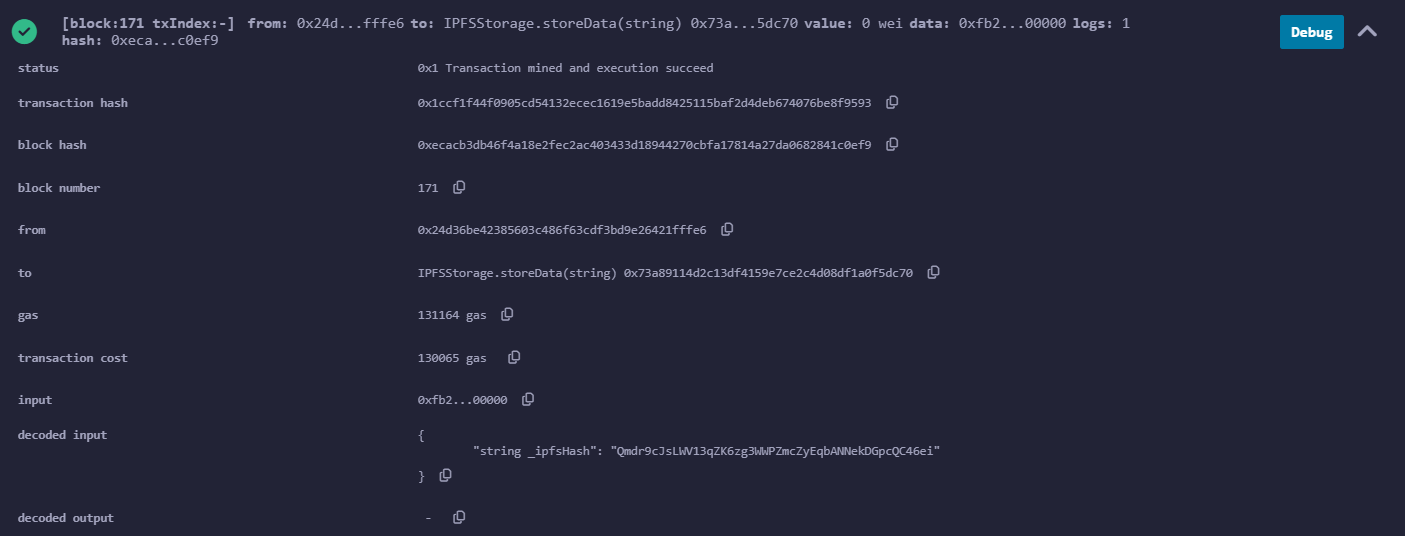 [block:171 txIndex:-] from: 0x24d...fffe6 to: IPFSStorage.storeData(string) 0x73a...5dc70 value: 0 wei data: 0xfb2...00000 logs: 1
hash: 0xeca...c0ef9
Debug
status 0x1 Transaction mined and execution succeed
transaction hash 0x1ccf1f44f0905cd54132ecec1619e5badd8425115baf2d4deb674076be8f9593
block hash 0xecacb3db46f4a18e2fec2ac403433d18944270cbfa17814a27da0682841c0ef9
block number 171
from 0x24d36be42385603c486f63cdf3bd9e26421fffe6
to IPFSStorage.storeData(string) 0x73a89114d2c13df4159e7ce2c4d08df1a0f5dc70
gas 131164 gas
transaction cost 130065 gas
input 0xfb2...00000
decoded input {
"string _ipfsHash": "Qmdr9cJsLWV13qZK6zg3WWPZmcZyEqbANNekDGpcQC46ei"
}
decoded output -